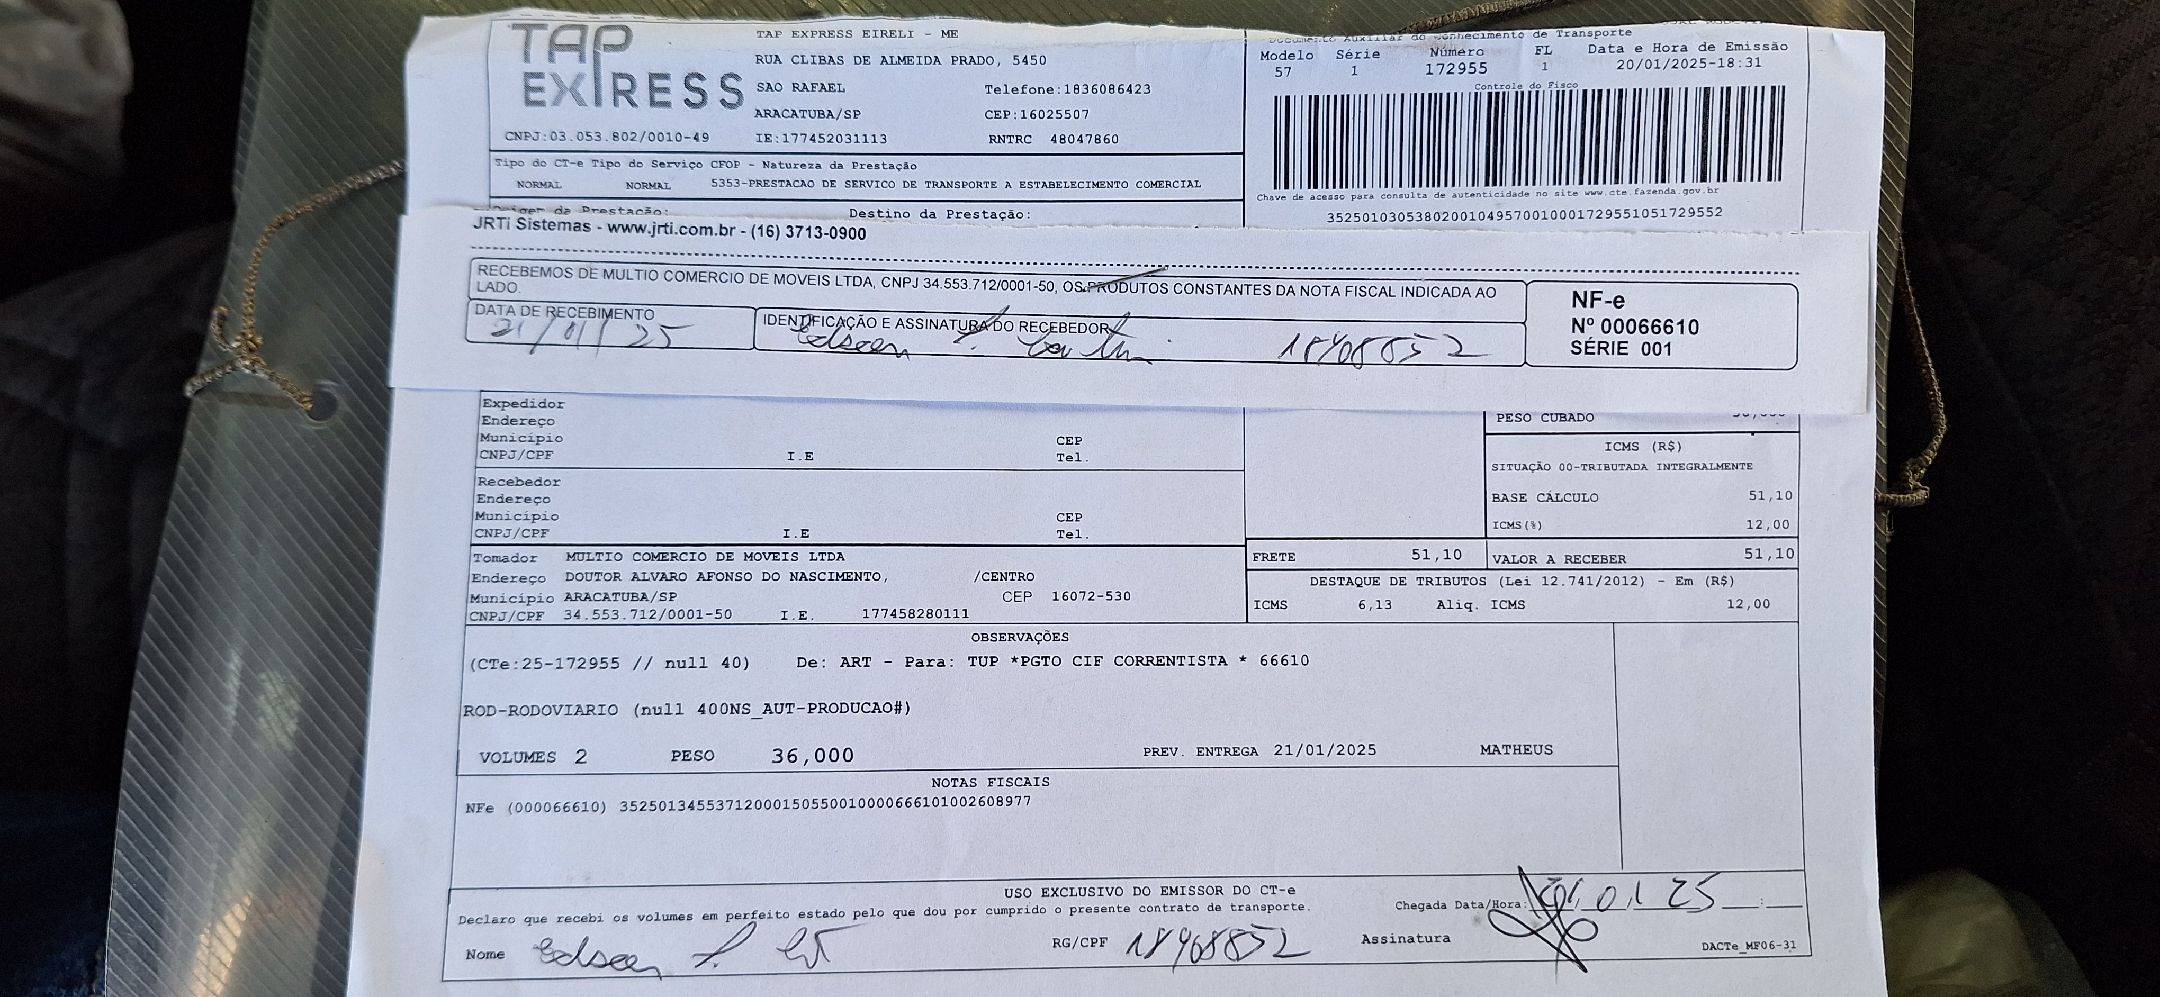 TAP EXPRESS
TAP EXPRESS EIRELI - ME
RUA CLIBAS DE ALMEIDA PRADO, 5450
SAO RAFAEL Telefone:1836086423
ARACATUBA/SP CEP:16025507
CNPJ:03.053.802/0010-49 IE:177452031113 RNTRC 48047860
Documento Auxiliar do Conhecimento de Transporte
Modelo Série Número FL Data e Hora de Emissão
57 1 172955 1 20/01/2025-18:31
Controle do Fisco
Tipo do CT-e Tipo do Serviço CFOP - Natureza da Prestação
NORMAL NORMAL 5353-PRESTACAO DE SERVICO DE TRANSPORTE A ESTABELECIMENTO COMERCIAL
Chave de acesso para consulta de autenticidade no site www.cte.fazenda.gov.br
35250103053802001049570010001729551051729552
da Prestação: Destino da Prestação:
JRTi Sistemas - www.jrti.com.br - (16) 3713-0900
RECEBEMOS DE MULTIO COMERCIO DE MOVEIS LTDA, CNPJ 34.553.712/0001-50, OS PRODUTOS CONSTANTES DA NOTA FISCAL INDICADA AO
LADO.
DATA DE RECEBIMENTO IDENTIFICAÇÃO E ASSINATURA DO RECEBEDOR
21/01/25
NF-e
Nº 00066610
SÉRIE 001
Expedidor
Endereço
Município CEP
CNPJ/CPF I.E Tel.
PESO CUBADO
ICMS (R$)
SITUAÇÃO 00-TRIBUTADA INTEGRALMENTE
BASE CÁLCULO 51,10
ICMS(%) 12,00
Recebedor
Endereço
Município CEP
CNPJ/CPF I.E Tel.
Tomador MULTIO COMERCIO DE MOVEIS LTDA
Endereço DOUTOR ALVARO AFONSO DO NASCIMENTO, /CENTRO
Município ARACATUBA/SP CEP 16072-530
CNPJ/CPF 34.553.712/0001-50 I.E. 177458280111
FRETE 51,10 VALOR A RECEBER 51,10
DESTAQUE DE TRIBUTOS (Lei 12.741/2012) - Em (R$)
ICMS 6,13 Aliq. ICMS 12,00
OBSERVAÇÕES
(CTe:25-172955 // null 40) De: ART - Para: TUP *PGTO CIF CORRENTISTA * 66610
ROD-RODOVIARIO (null 400NS_AUT-PRODUCAO#)
VOLUMES 2 PESO 36,000 PREV. ENTREGA 21/01/2025 MATHEUS
NOTAS FISCAIS
NFe (000066610) 35250134553712000150550010000666101002608977
USO EXCLUSIVO DO EMISSOR DO CT-e
Declaro que recebi os volumes em perfeito estado pelo que dou por cumprido o presente contrato de transporte.
Chegada Data/Hora: 01 25
Nome RG/CPF Assinatura
DACTe_MF06-31